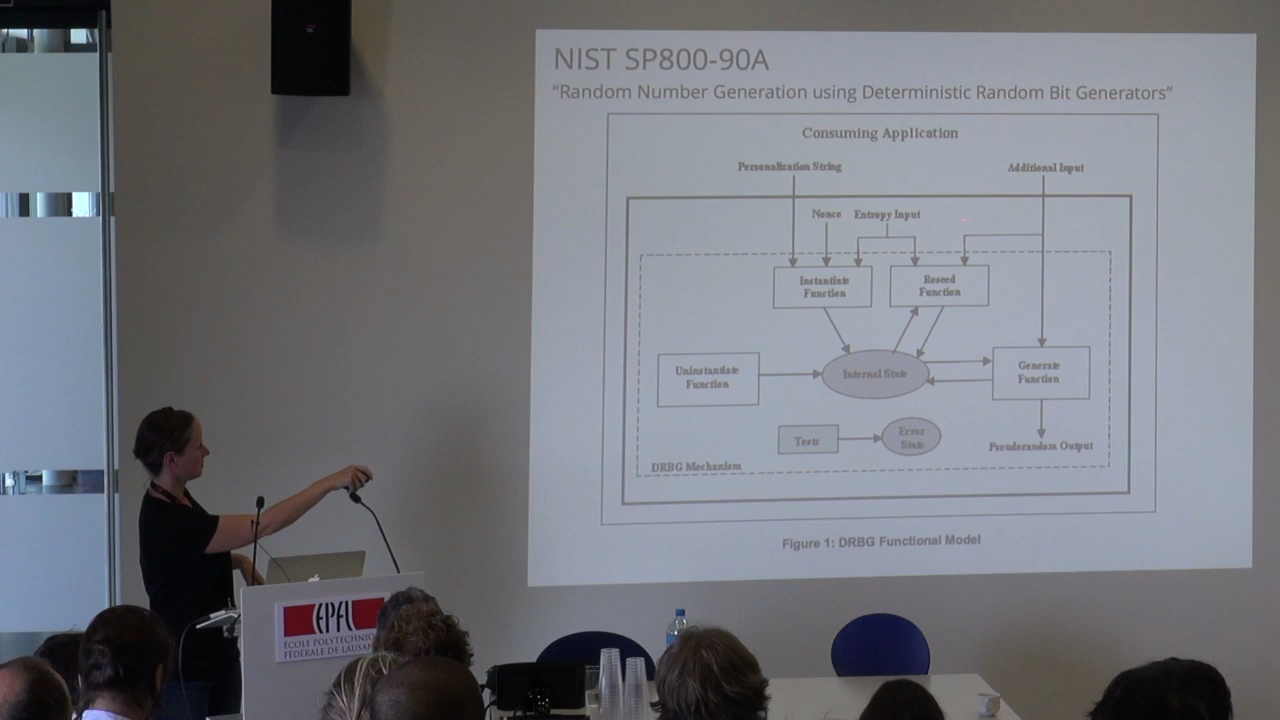 NIST SP800-90A
“Random Number Generation using Deterministic Random Bit Generators”
Consuming Application
Personalization String
Additional Input
Nonce
Entropy Input
Instantiate
Function
Reseed
Function
Uninstantiate
Function
Internal State
Generate
Function
Tests
Error
State
Pseudorandom Output
DRBG Mechanism
Figure 1: DRBG Functional Model
EPFL
ÉCOLE POLYTECHNIQ
FÉDÉRALE DE LAUSAN